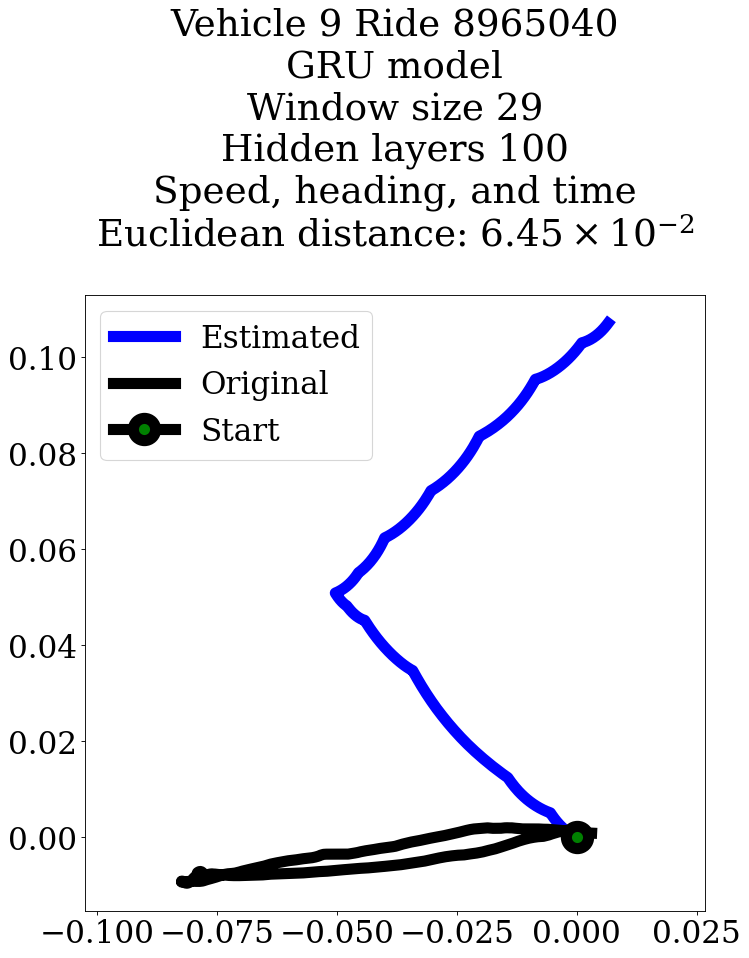 Vehicle 9 Ride 8965040
GRU model
Window size 29
Hidden layers 100
Speed, heading, and time
Euclidean distance: 6.45 × 10⁻²
Estimated
Original
Start
0.10
0.08
0.06
0.04
0.02
0.00
−0.100 −0.075 −0.050 −0.025 0.000 0.025